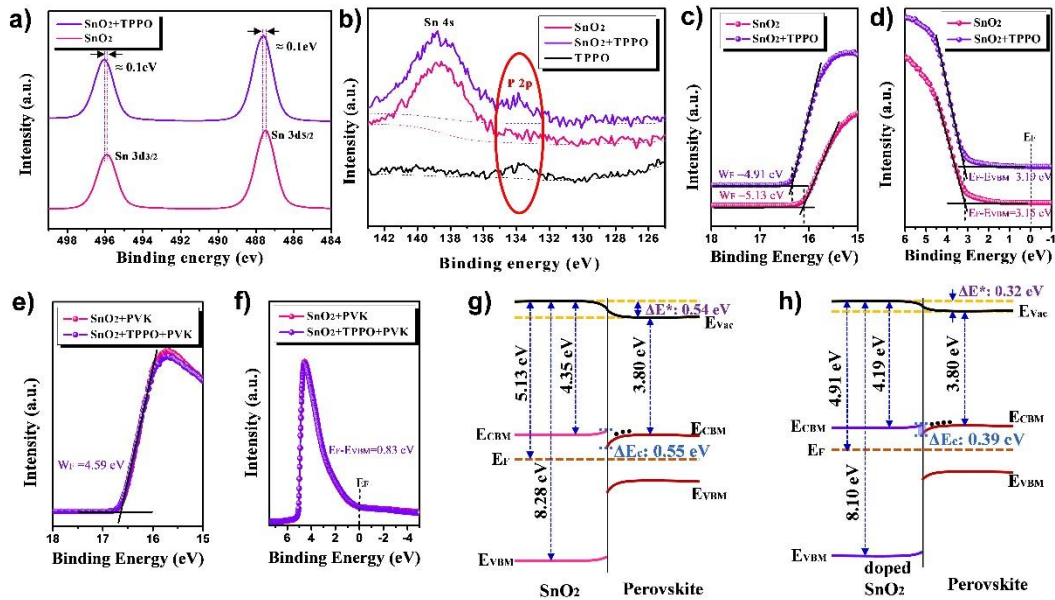 a)
SnO2+TPPO
SnO2
≈ 0.1eV
≈ 0.1eV
Sn 3d3/2
Sn 3d5/2
Intensity (a.u.)
498 496 494 492 490 488 486 484
Binding energy (ev)
b)
Sn 4s
SnO2
SnO2+TPPO
TPPO
P 2p
Intensity (a.u.)
143 140 137 134 131 128 125
Binding energy (eV)
c)
SnO2
SnO2+TPPO
WF =4.91 eV
WF =5.13 eV
Intensity (a.u.)
18 17 16 15
Binding energy (eV)
d)
SnO2
SnO2+TPPO
EF
EF-EVBM=3.19 eV
EF-EVBM=3.15 eV
Intensity (a.u.)
6 5 4 3 2 1 0 -1
Binding energy (eV)
e)
SnO2+PVK
SnO2+TPPO+PVK
WF =4.59 eV
Intensity (a.u.)
18 17 16 15
Binding Energy (eV)
f)
SnO2+PVK
SnO2+TPPO+PVK
EF-EVBM=0.83 eV
EF
Intensity (a.u.)
6 4 2 0 -2 -4
Binding Energy (eV)
g)
ΔE*: 0.54 eV
EVac
5.13 eV
4.35 eV
3.80 eV
ECBM
ECBM
ΔEc: 0.55 eV
EF
8.28 eV
EVBM
EVBM
SnO2
Perovskite
h)
ΔE*: 0.32 eV
EVac
4.91 eV
4.19 eV
3.80 eV
ECBM
ECBM
ΔEc: 0.39 eV
EF
8.10 eV
EVBM
EVBM
doped
SnO2
Perovskite